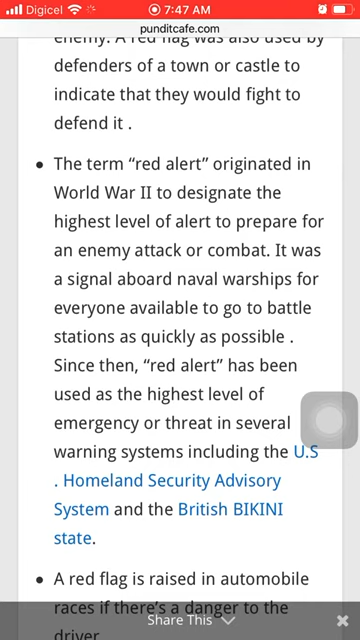 Digicel 7:47 AM
punditcafe.com
enemy. A red flag was also used by
defenders of a town or castle to
indicate that they would fight to
defend it .
• The term “red alert” originated in
World War II to designate the
highest level of alert to prepare for
an enemy attack or combat. It was
a signal aboard naval warships for
everyone available to go to battle
stations as quickly as possible .
Since then, “red alert” has been
used as the highest level of
emergency or threat in several
warning systems including the U.S
. Homeland Security Advisory
System and the British BIKINI
state.
• A red flag is raised in automobile
races if there’s a danger to the
driver
Share This